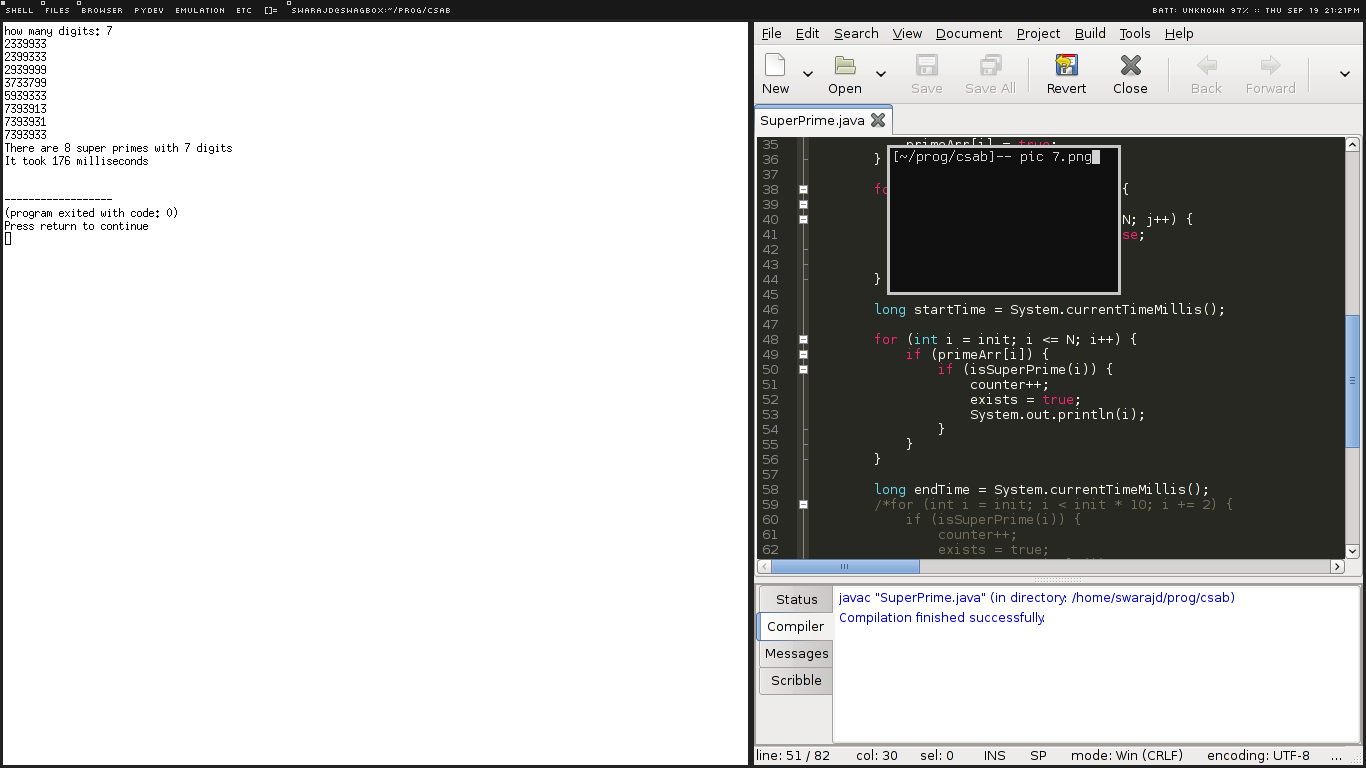 SHELL FILES BROWSER PYDEV EMULATION ETC []= SWARAJD@SWAGBOX:~/PROG/CSAB BATT: UNKNOWN 97% :: THU SEP 19 21:21PM
how many digits: 7
2339933
2399333
2939999
3733799
5939333
7393913
7393931
7393933
There are 8 super primes with 7 digits
It took 176 milliseconds
------------------
(program exited with code: 0)
Press return to continue
File Edit Search View Document Project Build Tools Help
New Open Save Save All Revert Close Back Forward
SuperPrime.java
35 primeArr[i] = true;
36 }
37
38 fo {
39
40 N; j++) {
41 se;
42
43
44 }
45
46 long startTime = System.currentTimeMillis();
47
48 for (int i = init; i <= N; i++) {
49 if (primeArr[i]) {
50 if (isSuperPrime(i)) {
51 counter++;
52 exists = true;
53 System.out.println(i);
54 }
55 }
56 }
57
58 long endTime = System.currentTimeMillis();
59 /*for (int i = init; i < init * 10; i += 2) {
60 if (isSuperPrime(i)) {
61 counter++;
62 exists = true;
[~/prog/csab]-- pic 7.png
Status
Compiler
Messages
Scribble
javac "SuperPrime.java" (in directory: /home/swarajd/prog/csab)
Compilation finished successfully.
line: 51 / 82 col: 30 sel: 0 INS SP mode: Win (CRLF) encoding: UTF-8 ...